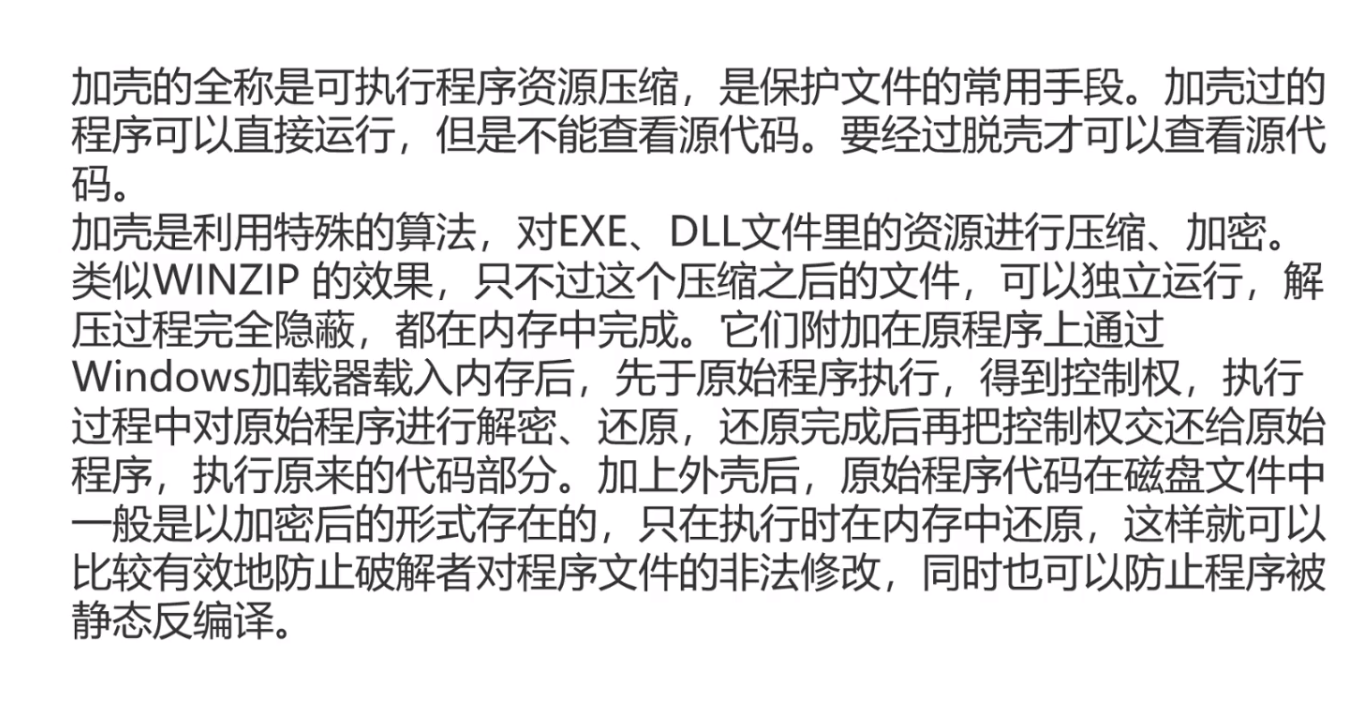 加壳的全称是可执行程序资源压缩，是保护文件的常用手段。加壳过的
程序可以直接运行，但是不能查看源代码。要经过脱壳才可以查看源代
码。
加壳是利用特殊的算法，对EXE、DLL文件里的资源进行压缩、加密。
类似WINZIP 的效果，只不过这个压缩之后的文件，可以独立运行，解
压过程完全隐蔽，都在内存中完成。它们附加在原程序上通过
Windows加载器载入内存后，先于原始程序执行，得到控制权，执行
过程中对原始程序进行解密、还原，还原完成后再把控制权交还给原始
程序，执行原来的代码部分。加上外壳后，原始程序代码在磁盘文件中
一般是以加密后的形式存在的，只在执行时在内存中还原，这样就可以
比较有效地防止破解者对程序文件的非法修改，同时也可以防止程序被
静态反编译。